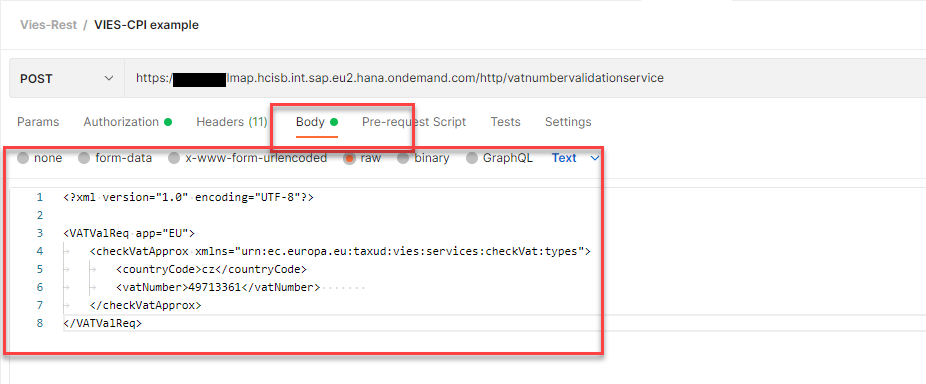 Vies-Rest / VIES-CPI example
POST https:/ lmap.hcisb.int.sap.eu2.hana.ondemand.com/http/vatnumbervalidationservice
Params Authorization Headers (11) Body Pre-request Script Tests Settings
none form-data x-www-form-urlencoded raw binary GraphQL Text
1 <?xml version="1.0" encoding="UTF-8"?>
2
3 <VATValReq app="EU">
4 <checkVatApprox xmlns="urn:ec.europa.eu:taxud:vies:services:checkVat:types">
5 <countryCode>cz</countryCode>
6 <vatNumber>49713361</vatNumber>
7 </checkVatApprox>
8 </VATValReq>